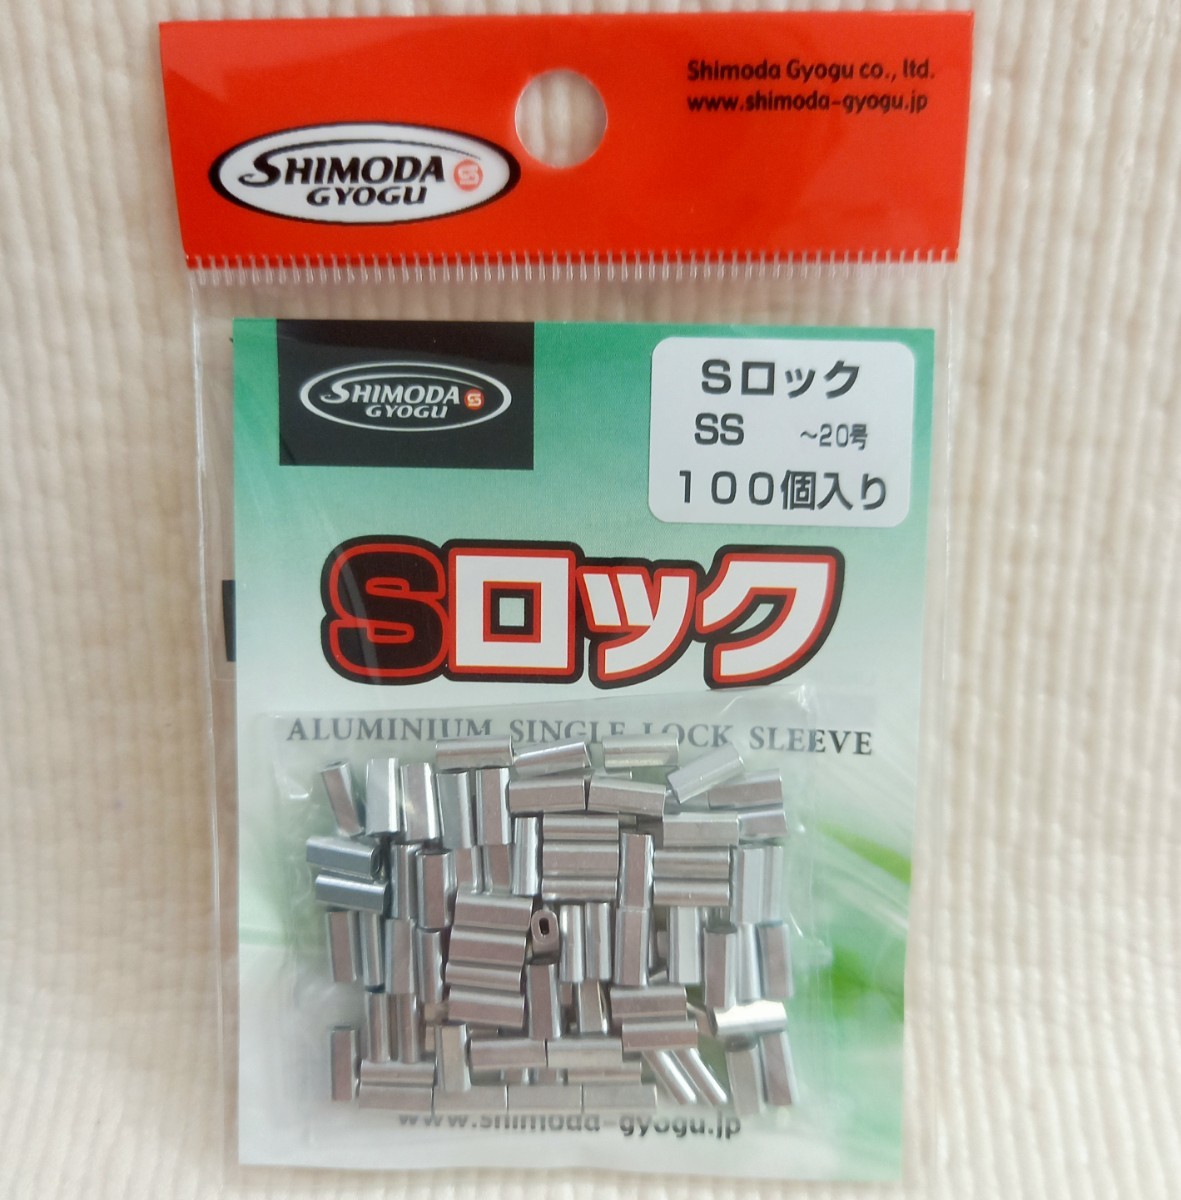 Shimoda Gyogu co., ltd.
www.shimoda-gyogu.jp
SHIMODA S
GYOGU
SHIMODA S
GYOGU
Sロック
SS ～20号
１００個入り
Sロック
ALUMINIUM SINGLE LOCK SLEEVE
www.shimoda-gyogu.jp